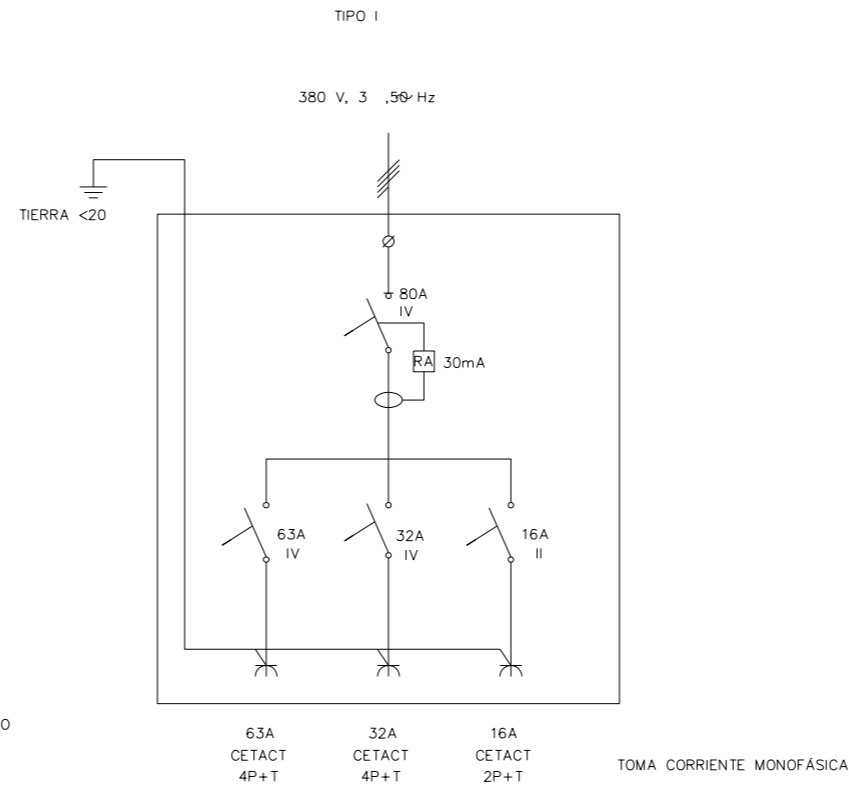 TIPO I
380 V, 3 ,50 Hz
TIERRA <20
80A
IV
RA 30mA
63A
IV
32A
IV
16A
II
O
63A
CETACT
4P+T
32A
CETACT
4P+T
16A
CETACT
2P+T
TOMA CORRIENTE MONOFÁSICA